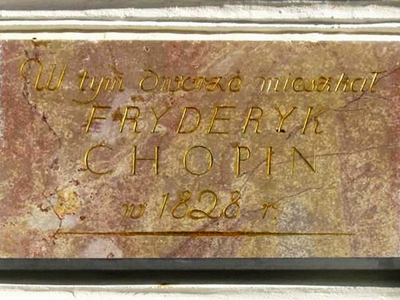 W tym dworze mieszkał
FRYDERYK
CHOPIN
w 1828 r.